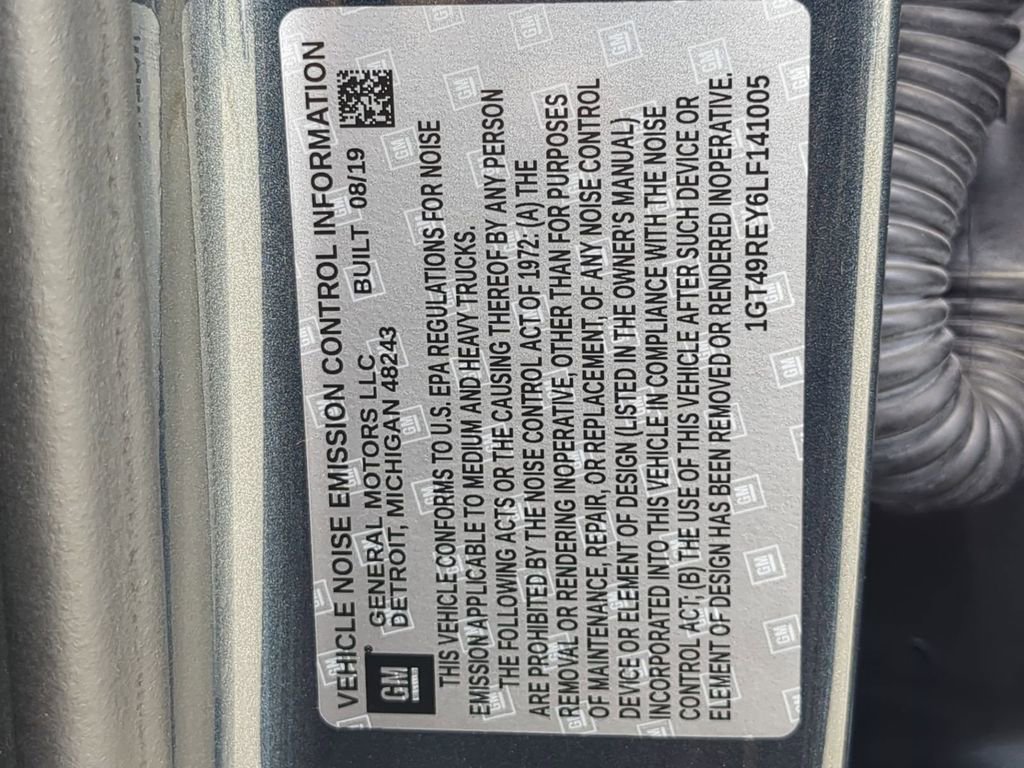 VEHICLE NOISE EMISSION CONTROL INFORMATION
GM
GENERAL MOTORS LLC
DETROIT, MICHIGAN 48243
BUILT 08/19
THIS VEHICLE CONFORMS TO U.S. EPA REGULATIONS FOR NOISE
EMISSION APPLICABLE TO MEDIUM AND HEAVY TRUCKS.
THE FOLLOWING ACTS OR THE CAUSING THEREOF BY ANY PERSON
ARE PROHIBITED BY THE NOISE CONTROL ACT OF 1972: (A) THE
REMOVAL OR RENDERING INOPERATIVE, OTHER THAN FOR PURPOSES
OF MAINTENANCE, REPAIR, OR REPLACEMENT, OF ANY NOISE CONTROL
DEVICE OR ELEMENT OF DESIGN (LISTED IN THE OWNER'S MANUAL)
INCORPORATED INTO THIS VEHICLE IN COMPLIANCE WITH THE NOISE
CONTROL ACT; (B) THE USE OF THIS VEHICLE AFTER SUCH DEVICE OR
ELEMENT OF DESIGN HAS BEEN REMOVED OR RENDERED INOPERATIVE.
1GT49REY6LF141005